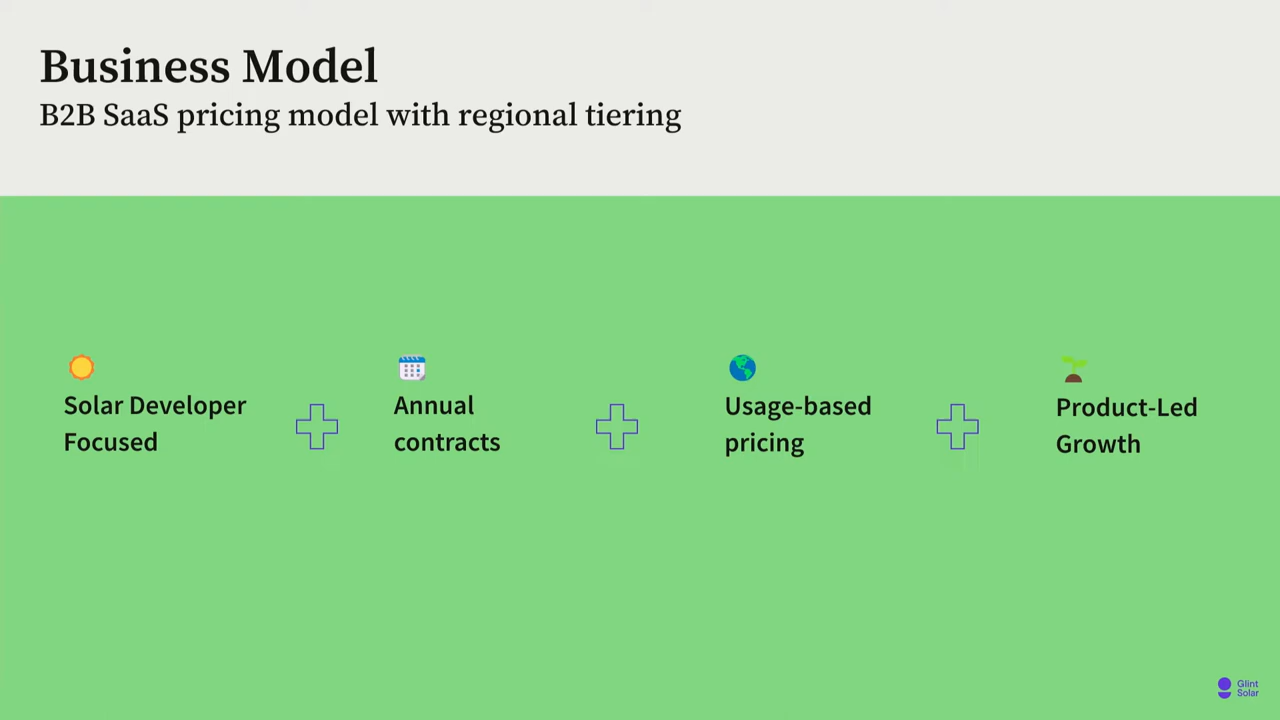 Business Model
B2B SaaS pricing model with regional tiering
Solar Developer
Focused
Annual
contracts
Usage-based
pricing
Product-Led
Growth
Glint
Solar